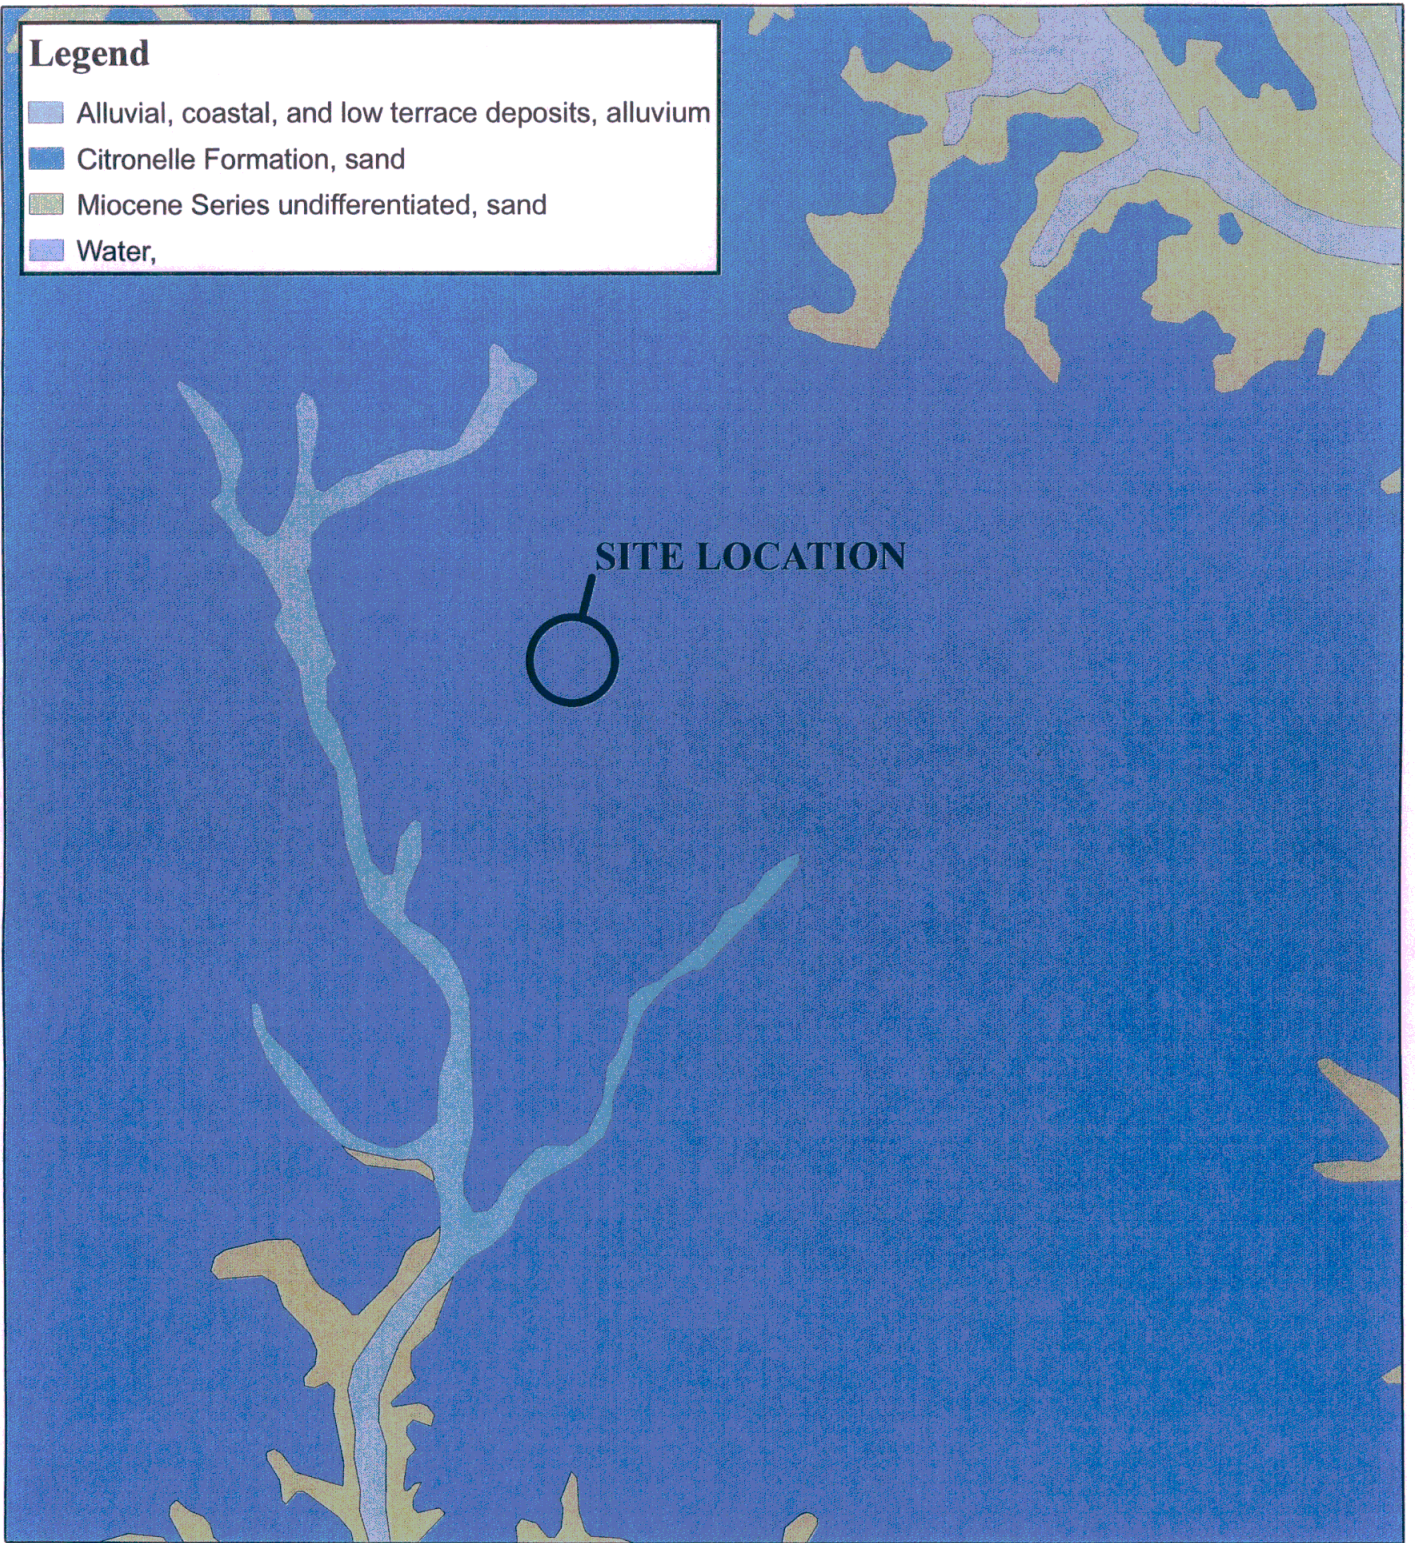 Legend
Alluvial, coastal, and low terrace deposits, alluvium
Citronelle Formation, sand
Miocene Series undifferentiated, sand
Water,
SITE LOCATION